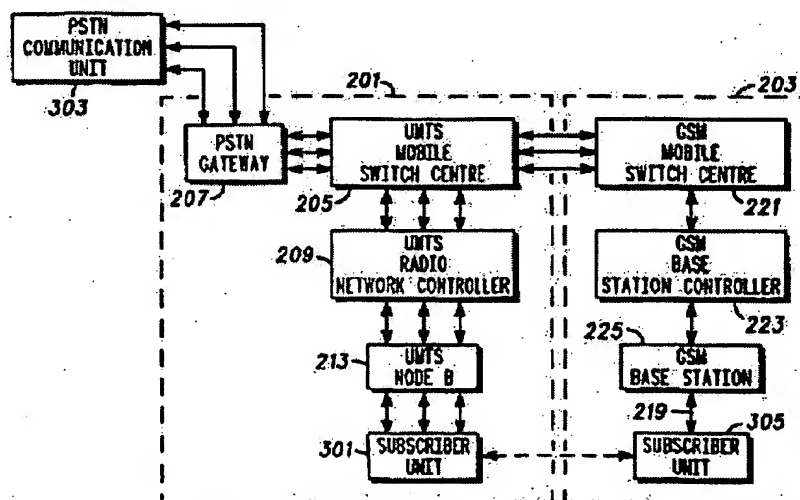 PSTN
COMMUNICATION
UNIT
303
201
203
PSTN
GATEWAY
207
UMTS
MOBILE
SWITCH CENTRE
205
GSM
MOBILE
SWITCH CENTRE
221
209
UMTS
RADIO
NETWORK CONTROLLER
GSM
BASE
STATION CONTROLLER
223
213
UMTS
NODE B
225
GSM
BASE STATION
219
305
301
SUBSCRIBER
UNIT
SUBSCRIBER
UNIT